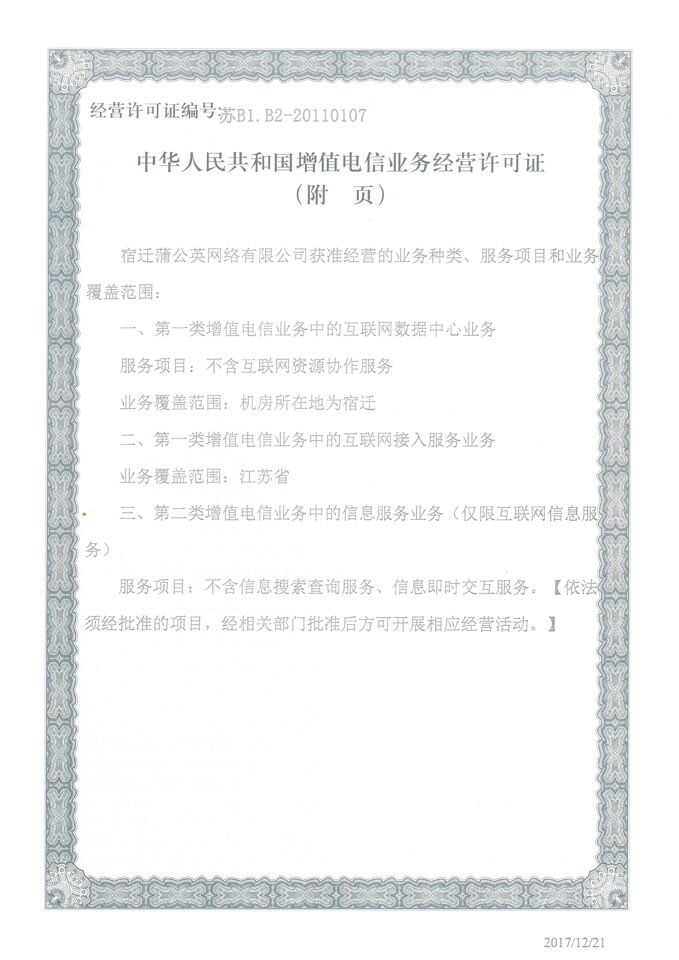 经营许可证编号:苏B1.B2-20110107
中华人民共和国增值电信业务经营许可证
（附　页）
宿迁蒲公英网络有限公司获准经营的业务种类、服务项目和业务
覆盖范围：
一、第一类增值电信业务中的互联网数据中心业务
服务项目：不含互联网资源协作服务
业务覆盖范围：机房所在地为宿迁
二、第一类增值电信业务中的互联网接入服务业务
业务覆盖范围：江苏省
三、第二类增值电信业务中的信息服务业务（仅限互联网信息服
务）
服务项目：不含信息搜索查询服务、信息即时交互服务。【依法
须经批准的项目，经相关部门批准后方可开展相应经营活动。】
2017/12/21